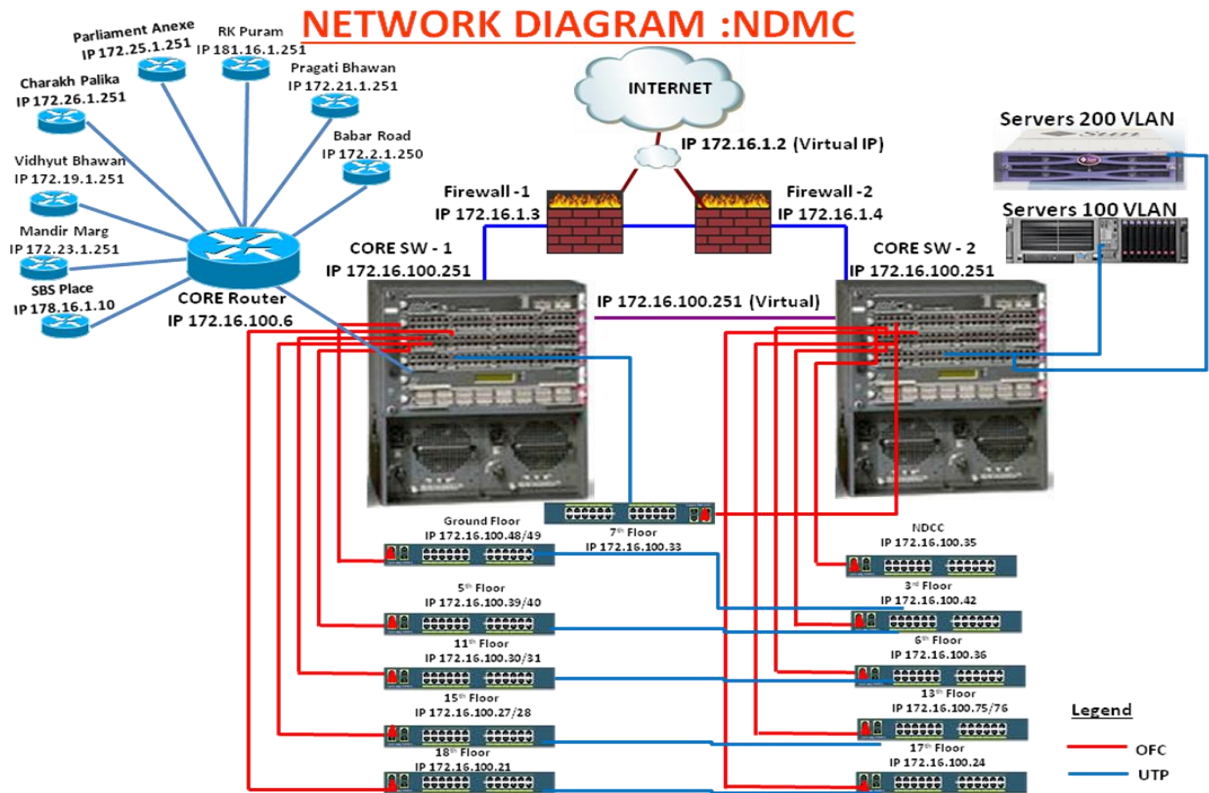 NETWORK DIAGRAM :NDMC
Parliament Anexe
IP 172.25.1.251
RK Puram
IP 181.16.1.251
Charakh Palika
IP 172.26.1.251
Pragati Bhawan
IP 172.21.1.251
Vidhyut Bhawan
IP 172.19.1.251
Babar Road
IP 172.2.1.250
Mandir Marg
IP 172.23.1.251
SBS Place
IP 178.16.1.10
CORE Router
IP 172.16.100.6
INTERNET
IP 172.16.1.2 (Virtual IP)
Firewall -1
IP 172.16.1.3
Firewall -2
IP 172.16.1.4
CORE SW - 1
IP 172.16.100.251
CORE SW - 2
IP 172.16.100.251
IP 172.16.100.251 (Virtual)
Servers 200 VLAN
Sun
Servers 100 VLAN
7th Floor
IP 172.16.100.33
Ground Floor
IP 172.16.100.48/49
5th Floor
IP 172.16.100.39/40
11th Floor
IP 172.16.100.30/31
15th Floor
IP 172.16.100.27/28
18th Floor
IP 172.16.100.21
NDCC
IP 172.16.100.35
3rd Floor
IP 172.16.100.42
6th Floor
IP 172.16.100.36
13th Floor
IP 172.16.100.75/76
17th Floor
IP 172.16.100.24
Legend
OFC
UTP